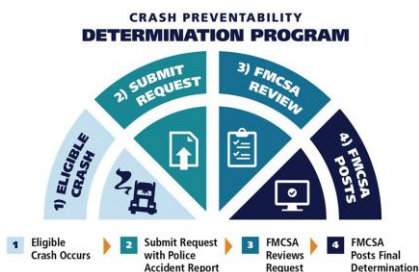 CRASH PREVENTABILITY
DETERMINATION PROGRAM
1) ELIGIBLE
CRASH
2) SUBMIT
REQUEST
3) FMCSA
REVIEW
4) FMCSA
POSTS
1 Eligible
Crash Occurs
2 Submit Request
with Police
Accident Report
3 FMCSA
Reviews
Request
4 FMCSA
Posts Final
Determination